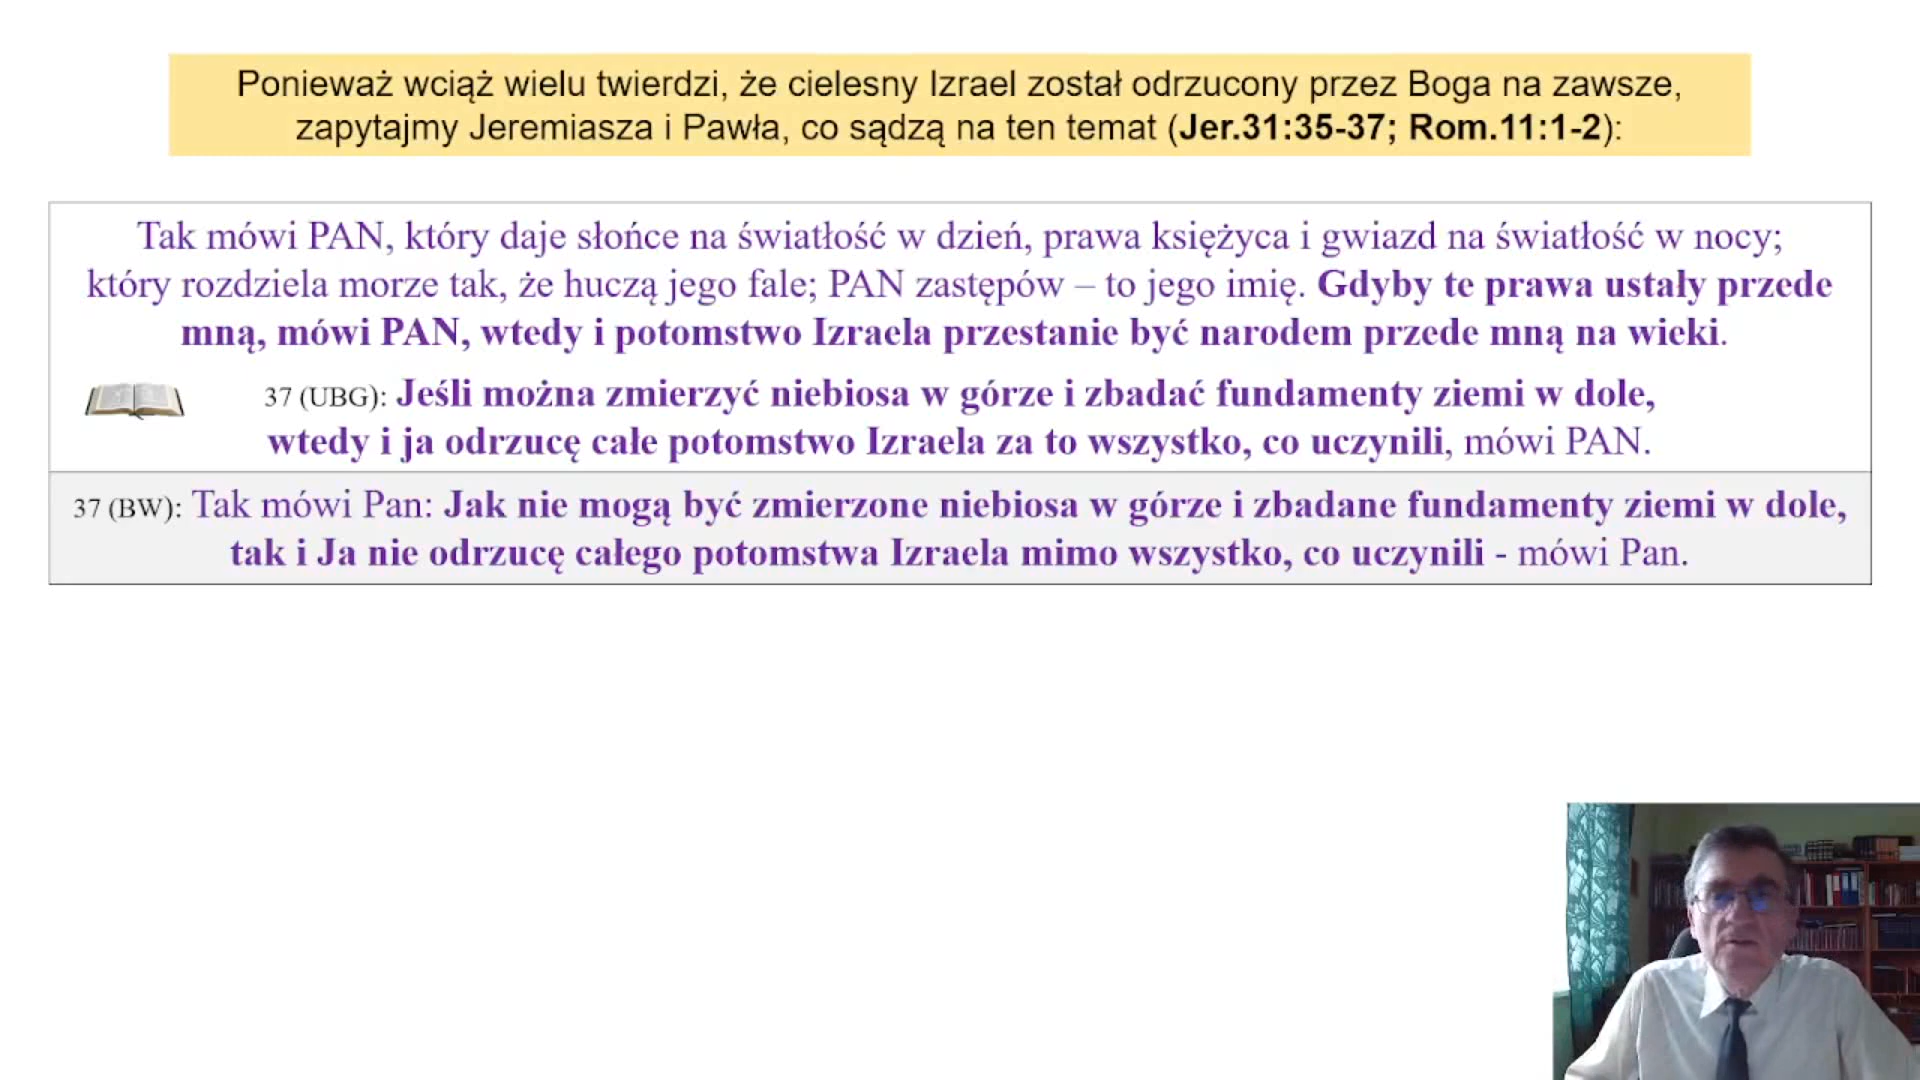 Ponieważ wciąż wielu twierdzi, że cielesny Izrael został odrzucony przez Boga na zawsze,
zapytajmy Jeremiasza i Pawła, co sądzą na ten temat (Jer.31:35-37; Rom.11:1-2):
Tak mówi PAN, który daje słońce na światłość w dzień, prawa księżyca i gwiazd na światłość w nocy;
który rozdziela morze tak, że huczą jego fale; PAN zastępów – to jego imię. Gdyby te prawa ustały przede
mną, mówi PAN, wtedy i potomstwo Izraela przestanie być narodem przede mną na wieki.
37 (UBG): Jeśli można zmierzyć niebiosa w górze i zbadać fundamenty ziemi w dole,
wtedy i ja odrzucę całe potomstwo Izraela za to wszystko, co uczynili, mówi PAN.
37 (BW): Tak mówi Pan: Jak nie mogą być zmierzone niebiosa w górze i zbadane fundamenty ziemi w dole,
tak i Ja nie odrzucę całego potomstwa Izraela mimo wszystko, co uczynili - mówi Pan.